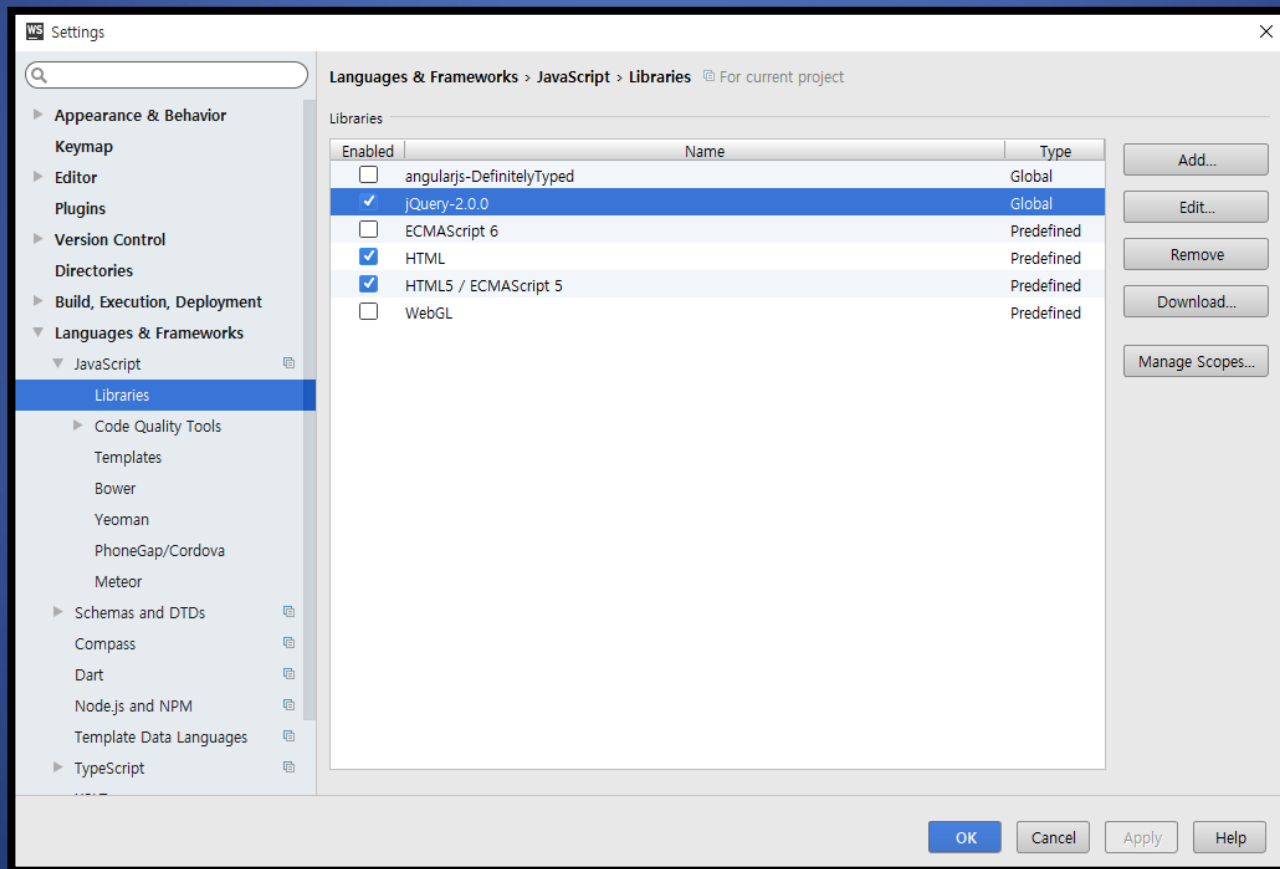 WS Settings
Languages & Frameworks › JavaScript › Libraries For current project
Appearance & Behavior
Keymap
Editor
Plugins
Version Control
Directories
Build, Execution, Deployment
Languages & Frameworks
JavaScript
Libraries
Code Quality Tools
Templates
Bower
Yeoman
PhoneGap/Cordova
Meteor
Schemas and DTDs
Compass
Dart
Node.js and NPM
Template Data Languages
TypeScript
Libraries
Enabled Name Type
angularjs-DefinitelyTyped Global
jQuery-2.0.0 Global
ECMAScript 6 Predefined
HTML Predefined
HTML5 / ECMAScript 5 Predefined
WebGL Predefined
Add...
Edit...
Remove
Download...
Manage Scopes...
OK Cancel Apply Help